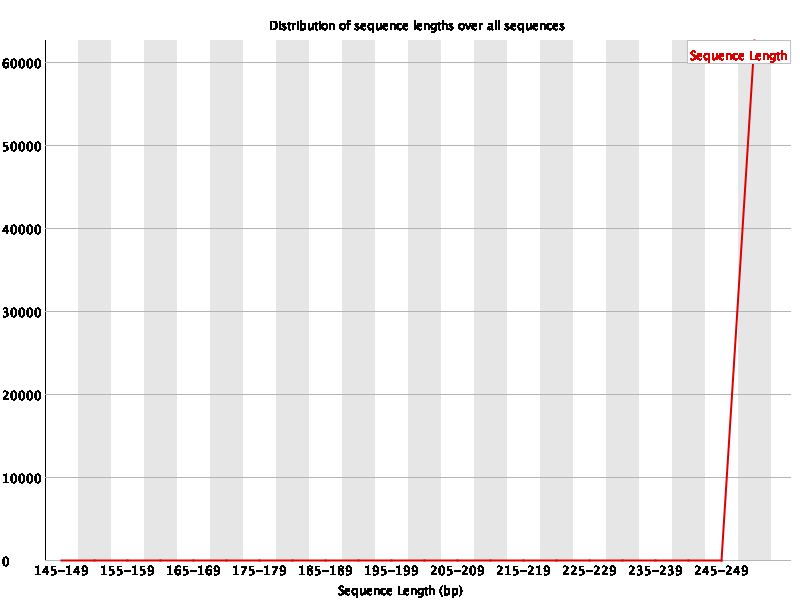 Distribution of sequence lengths over all sequences
Sequence Length
60000
50000
40000
30000
20000
10000
0
145-149 155-159 165-169 175-179 185-189 195-199 205-209 215-219 225-229 235-239 245-249
Sequence Length (bp)